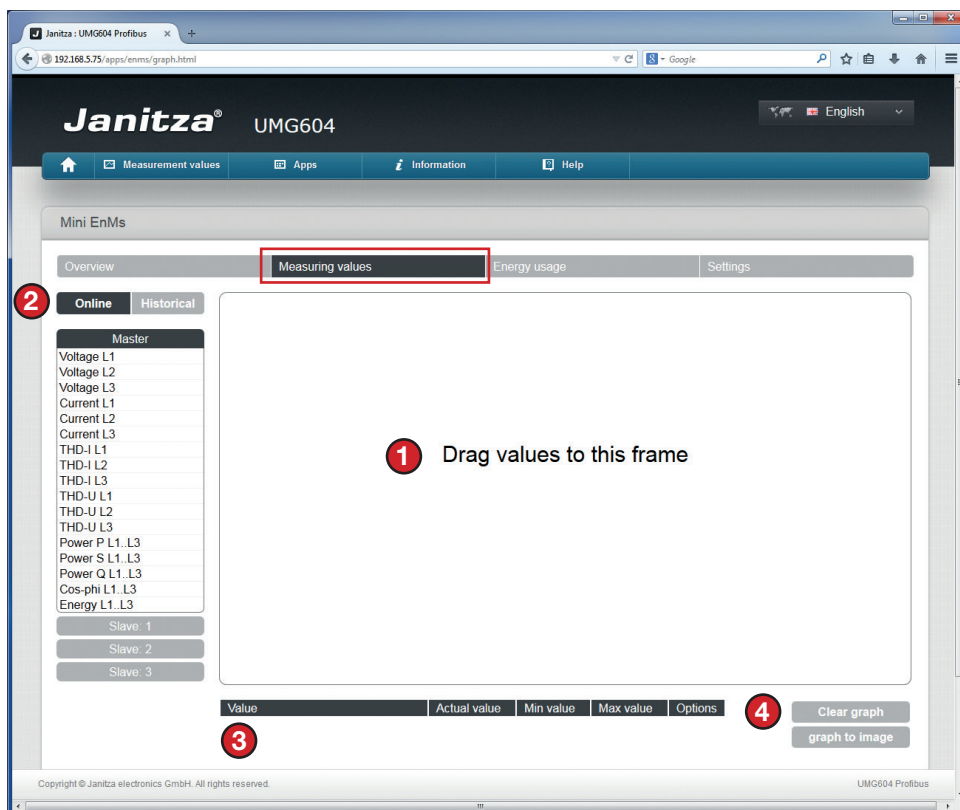 Janitza : UMG604 Profibus
192.168.5.75/apps/enms/graph.html
Google
Janitza® UMG604
English
Measurement values Apps Information Help
Mini EnMs
Overview Measuring values Energy usage Settings
2 Online Historical
Master
Voltage L1
Voltage L2
Voltage L3
Current L1
Current L2
Current L3
THD-I L1
THD-I L2
THD-I L3
THD-U L1
THD-U L2
THD-U L3
Power P L1..L3
Power S L1..L3
Power Q L1..L3
Cos-phi L1..L3
Energy L1..L3
Slave: 1
Slave: 2
Slave: 3
1 Drag values to this frame
Value Actual value Min value Max value Options
3
4 Clear graph
graph to image
Copyright © Janitza electronics GmbH. All rights reserved. UMG604 Profibus